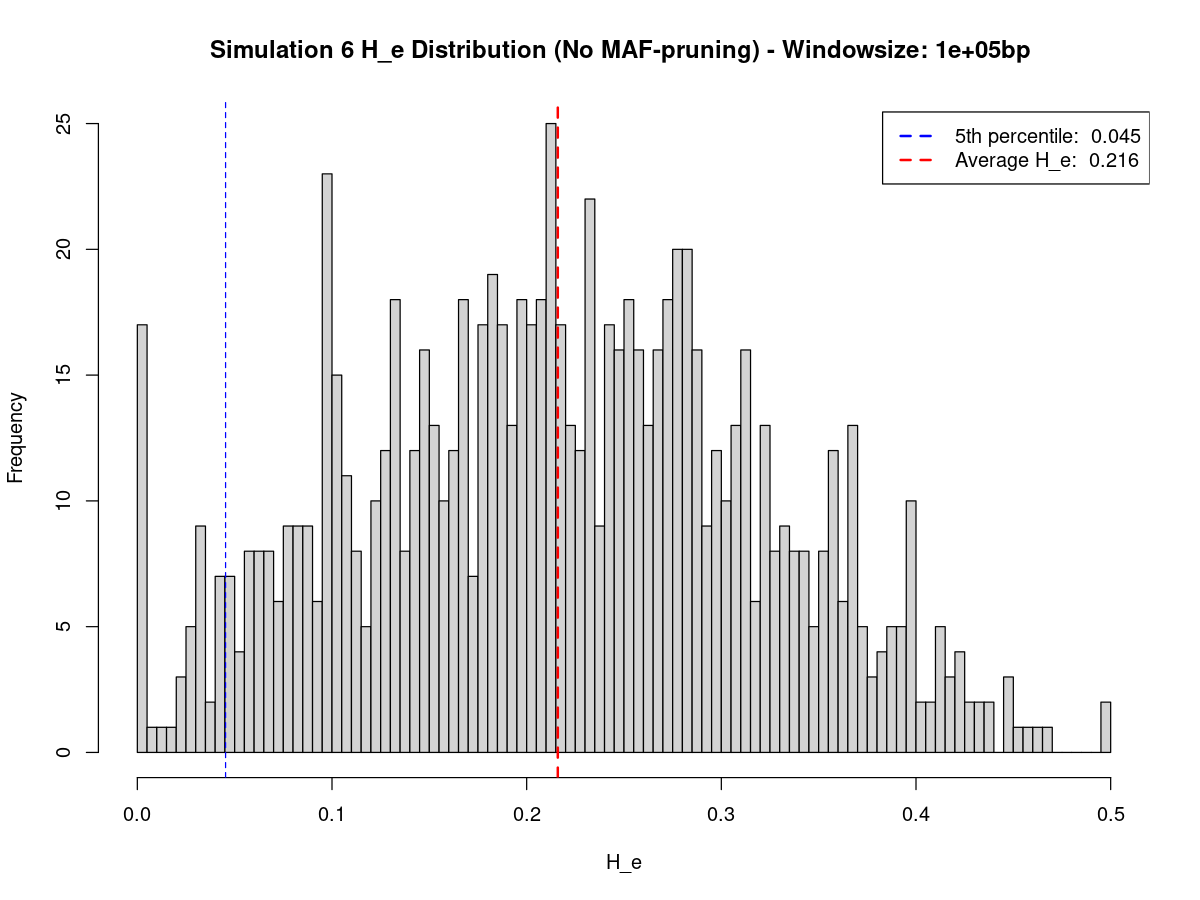 Simulation 6 H_e Distribution (No MAF-pruning) - Windowsize: 1e+05bp
5th percentile:  0.045
Average H_e:  0.216
Frequency
25
20
15
10
5
0
0.0 0.1 0.2 0.3 0.4 0.5
H_e